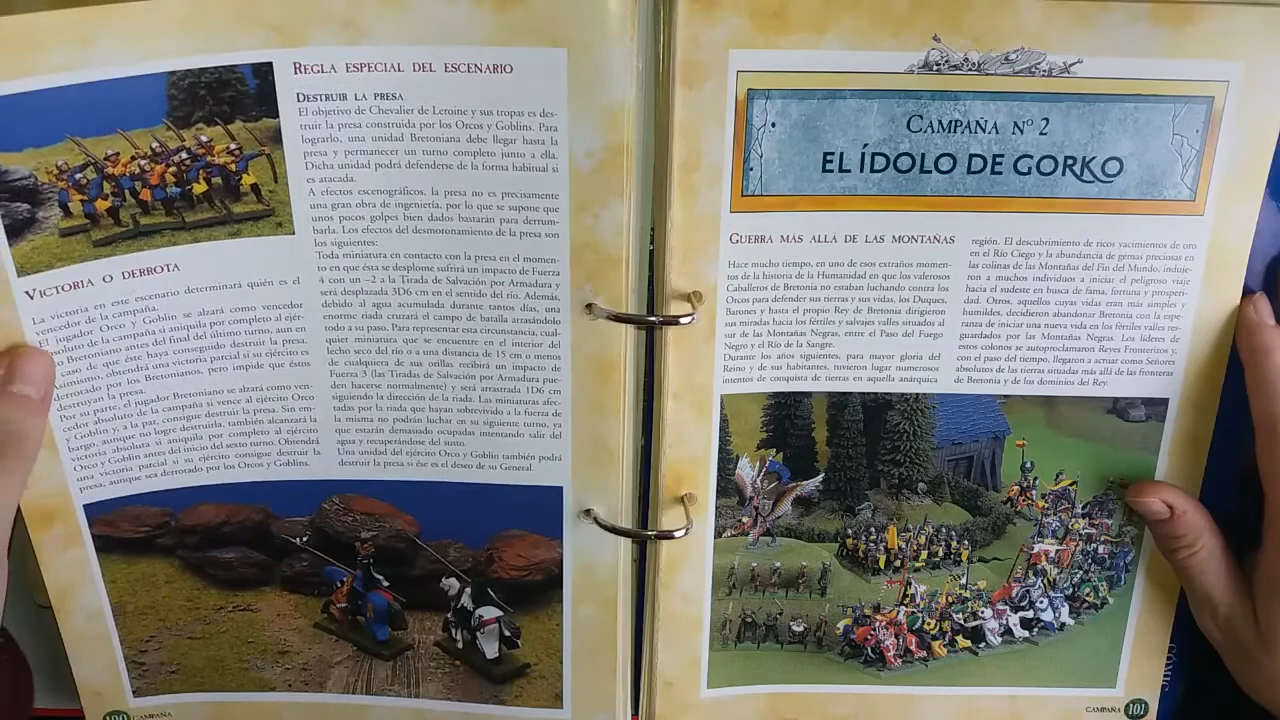 REGLA ESPECIAL DEL ESCENARIO
DESTRUIR LA PRESA
El objetivo de Chevalier de Leroine y sus tropas es des-
truir la presa construida por los Orcos y Goblins. Para
lograrlo, una unidad Bretoniana debe llegar hasta la
presa y permanecer un turno completo junto a ella.
Dicha unidad podrá defenderse de la forma habitual si
es atacada.
A efectos escenográficos, la presa no es precisamente
una gran obra de ingeniería, por lo que se supone que
unos pocos golpes bien dados bastarán para derrum-
barla. Los efectos del desmoronamiento de la presa son
los siguientes:
Toda miniatura en contacto con la presa en el momen-
to en que ésta se desplome sufrirá un impacto de Fuerza
4 con un –2 a la Tirada de Salvación por Armadura y
será desplazada 3D6 cm en el sentido del río. Además,
debido al agua acumulada durante tantos días, una
enorme riada cruzará el campo de batalla arrasándolo
todo a su paso. Para representar esta circunstancia, cual-
quier miniatura que se encuentre en el interior del
lecho seco del río o a una distancia de 15 cm o menos
de cualquiera de sus orillas recibirá un impacto de
Fuerza 3 (las Tiradas de Salvación por Armadura pue-
den hacerse normalmente) y será arrastrada 1D6 cm
siguiendo la dirección de la riada. Las miniaturas afec-
tadas por la riada que hayan sobrevivido a la fuerza de
la misma no podrán luchar en su siguiente turno, ya
que estarán demasiado ocupadas intentando salir del
agua y recuperándose del susto.
Una unidad del ejército Orco y Goblin también podrá
destruir la presa si ése es el deseo de su General.
VICTORIA O DERROTA
La victoria en este escenario determinará quién es el
vencedor de la campaña.
El jugador Orco y Goblin se alzará como vencedor
absoluto de la campaña si aniquila por completo al ejér-
Bretoniano antes del final del último turno, aun en
caso de que éste haya conseguido destruir la presa.
Asimismo, obtendrá una victoria parcial si su ejército es
derrotado por los Bretonianos, pero impide que éstos
destruyan la presa.
Por su parte, el jugador Bretoniano se alzará como ven-
cedor absoluto de la campaña si vence al ejército Orco
y Goblin y, a la par, consigue destruir la presa. Sin em-
bargo, aunque no logre destruirla, también alcanzará la
victoria absoluta si aniquila por completo al ejército
Orco y Goblin antes del inicio del sexto turno. Obtendrá
una victoria parcial si su ejército consigue destruir la
presa, aunque sea derrotado por los Orcos y Goblins.
100 CAMPAÑA
CAMPAÑA Nº 2
EL ÍDOLO DE GORKO
GUERRA MÁS ALLÁ DE LAS MONTAÑAS
Hace mucho tiempo, en uno de esos extraños momen-
tos de la historia de la Humanidad en que los valerosos
Caballeros de Bretonia no estaban luchando contra los
Orcos para defender sus tierras y sus vidas, los Duques,
Barones y hasta el propio Rey de Bretonia dirigieron
sus miradas hacia los fértiles y salvajes valles situados al
sur de las Montañas Negras, entre el Paso del Fuego
Negro y el Río de la Sangre.
Durante los años siguientes, para mayor gloria del
Reino y de sus habitantes, tuvieron lugar numerosos
intentos de conquista de tierras en aquella anárquica
región. El descubrimiento de ricos yacimientos de oro
en el Río Ciego y la abundancia de gemas preciosas en
las colinas de las Montañas del Fin del Mundo, induje-
ron a muchos individuos a iniciar el peligroso viaje
hacia el sudeste en busca de fama, fortuna y prosperi-
dad. Otros, aquellos cuyas vidas eran más simples y
humildes, decidieron abandonar Bretonia con la espe-
ranza de iniciar una nueva vida en los fértiles valles res-
guardados por las Montañas Negras. Los líderes de
estos colonos se autoproclamaron Reyes Fronterizos y,
con el paso del tiempo, llegaron a actuar como Señores
absolutos de las tierras situadas más allá de las fronteras
de Bretonia y de los dominios del Rey.
CAMPAÑA 101